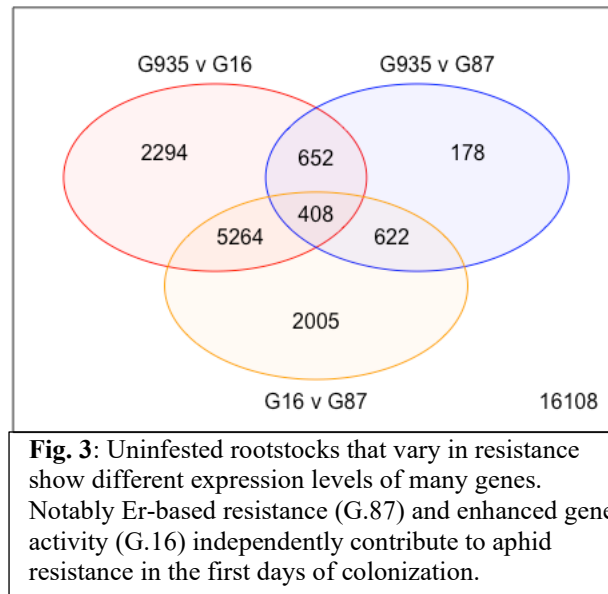 G935 v G16 G935 v G87
2294 652 178
408
5264 622
2005
G16 v G87 16108
Fig. 3: Uninfested rootstocks that vary in resistance
show different expression levels of many genes.
Notably Er-based resistance (G.87) and enhanced gene
activity (G.16) independently contribute to aphid
resistance in the first days of colonization.